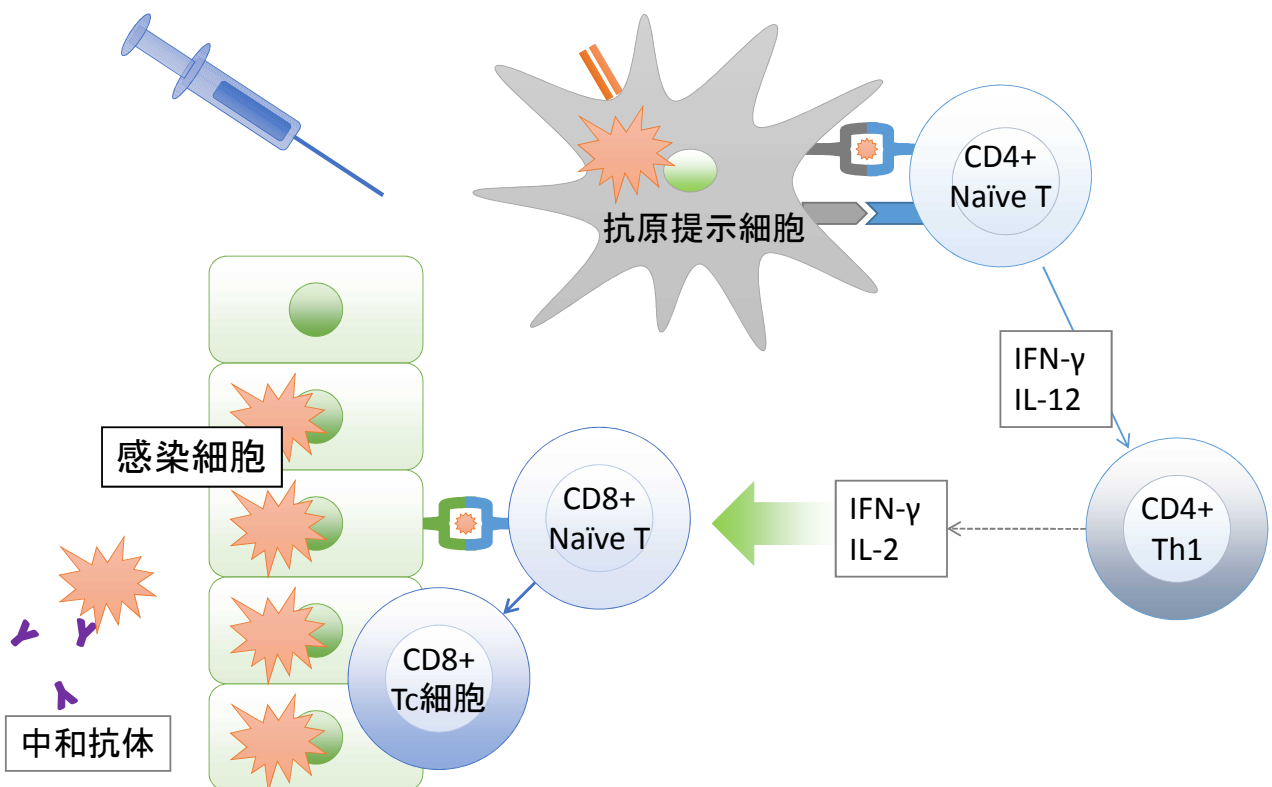 CD4+
Naïve T
抗原提示細胞
IFN-γ
IL-12
感染細胞
CD8+
Naïve T
IFN-γ
IL-2
CD4+
Th1
CD8+
Tc細胞
中和抗体